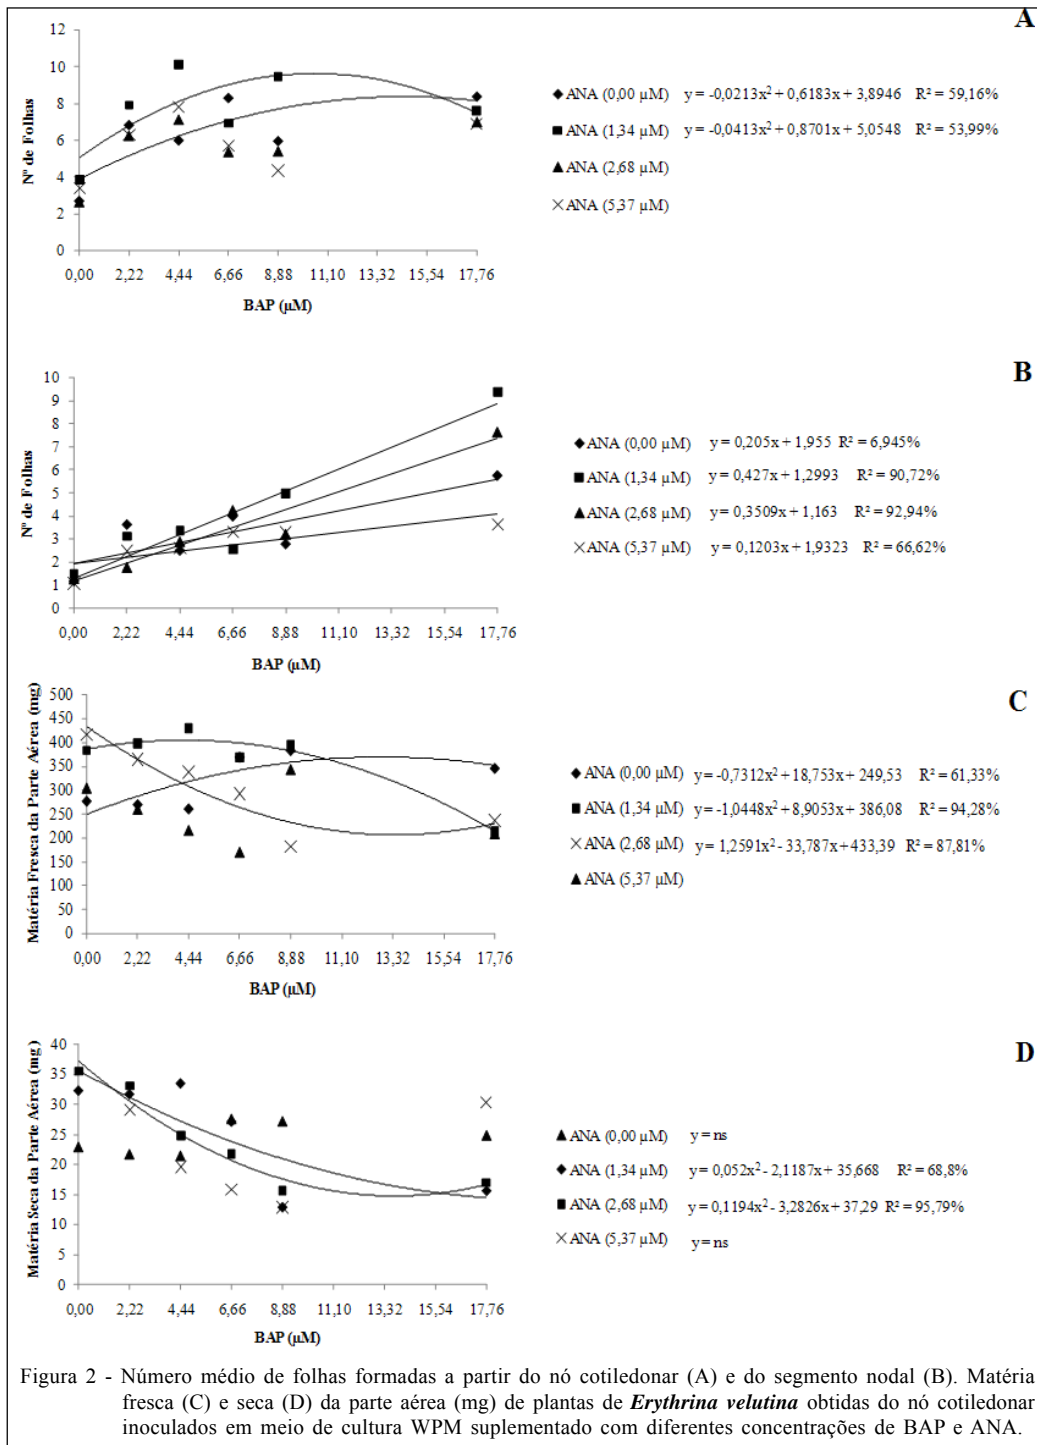 A
12
10
8
6
4
2
0
Nº de Folhas
0,00 2,22 4,44 6,66 8,88 11,10 13,32 15,54 17,76
BAP (µM)
ANA (0,00 µM) y = -0,0213x² + 0,6183x + 3,8946 R² = 59,16%
ANA (1,34 µM) y = -0,0413x² + 0,8701x + 5,0548 R² = 53,99%
ANA (2,68 µM)
ANA (5,37 µM)
B
10
9
8
7
6
5
4
3
2
1
0
Nº de Folhas
0,00 2,22 4,44 6,66 8,88 11,10 13,32 15,54 17,76
BAP (µM)
ANA (0,00 µM) y = 0,205x + 1,955 R² = 6,945%
ANA (1,34 µM) y = 0,427x + 1,2993 R² = 90,72%
ANA (2,68 µM) y = 0,3509x + 1,163 R² = 92,94%
ANA (5,37 µM) y = 0,1203x + 1,9323 R² = 66,62%
C
500
450
400
350
300
250
200
150
100
50
0
Matéria Fresca da Parte Aérea (mg)
0,00 2,22 4,44 6,66 8,88 11,10 13,32 15,54 17,76
BAP (µM)
ANA (0,00 µM) y = -0,7312x² + 18,753x + 249,53 R² = 61,33%
ANA (1,34 µM) y = -1,0448x² + 8,9053x + 386,08 R² = 94,28%
ANA (2,68 µM) y = 1,2591x² - 33,787x + 433,39 R² = 87,81%
ANA (5,37 µM)
D
40
35
30
25
20
15
10
5
0
Matéria Seca da Parte Aérea (mg)
0,00 2,22 4,44 6,66 8,88 11,10 13,32 15,54 17,76
BAP (µM)
ANA (0,00 µM) y = ns
ANA (1,34 µM) y = 0,052x² - 2,1187x + 35,668 R² = 68,8%
ANA (2,68 µM) y = 0,1194x² - 3,2826x + 37,29 R² = 95,79%
ANA (5,37 µM) y = ns
Figura 2 - Número médio de folhas formadas a partir do nó cotiledonar (A) e do segmento nodal (B). Matéria
fresca (C) e seca (D) da parte aérea (mg) de plantas de Erythrina velutina obtidas do nó cotiledonar
inoculados em meio de cultura WPM suplementado com diferentes concentrações de BAP e ANA.